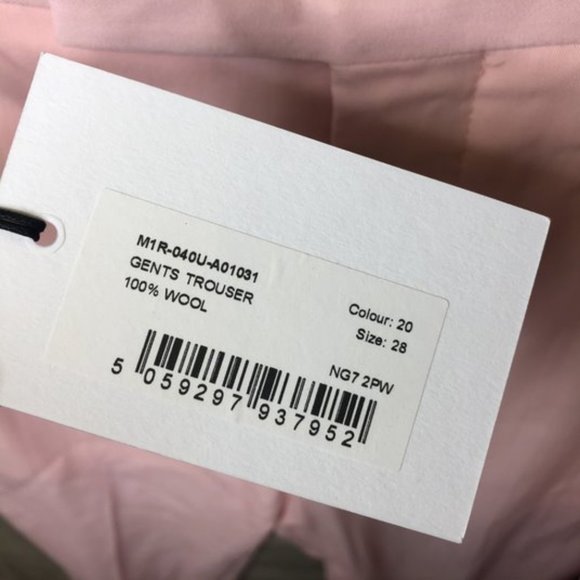 M1R-040U-A01031
GENTS TROUSER
100% WOOL
Colour: 20
Size: 28
NG7 2PW
5 059297 937952